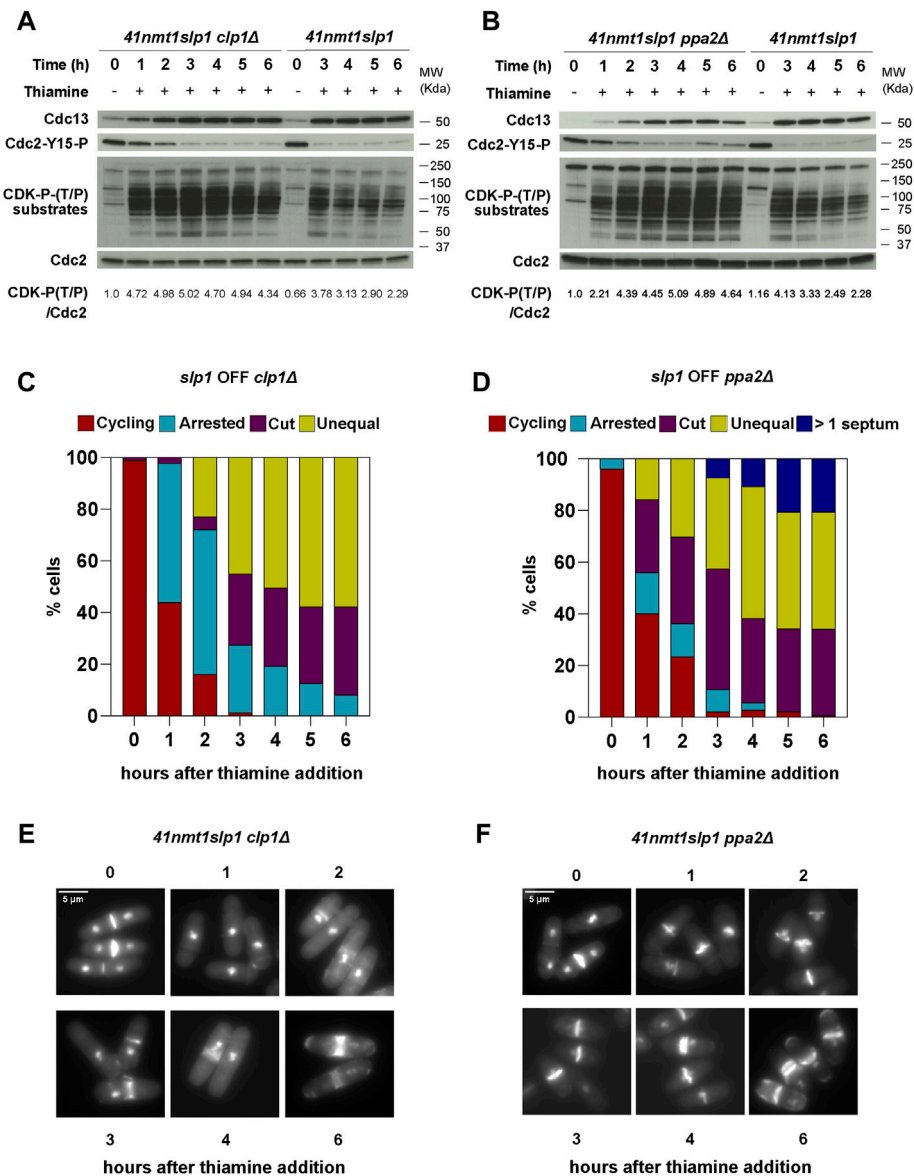 A
41nmt1slp1 clp1Δ 41nmt1slp1
Time (h) 0 1 2 3 4 5 6 0 3 4 5 6 MW (Kda)
Thiamine - + + + + + + - + + + +
Cdc13 — 50
Cdc2-Y15-P — 25
CDK-P-(T/P) substrates
— 250
— 150
— 100
— 75
— 50
— 37
Cdc2
CDK-P(T/P) /Cdc2 1.0 4.72 4.98 5.02 4.70 4.94 4.34 0.66 3.78 3.13 2.90 2.29
B
41nmt1slp1 ppa2Δ 41nmt1slp1
Time (h) 0 1 2 3 4 5 6 0 3 4 5 6 MW (Kda)
Thiamine - + + + + + + - + + + +
Cdc13 — 50
Cdc2-Y15-P — 25
CDK-P-(T/P) substrates
— 250
— 150
— 100
— 75
— 50
— 37
Cdc2
CDK-P(T/P) /Cdc2 1.0 2.21 4.39 4.45 5.09 4.89 4.64 1.16 4.13 3.33 2.49 2.28
C
slp1 OFF clp1Δ
Cycling Arrested Cut Unequal
% cells
100
80
60
40
20
0
0 1 2 3 4 5 6
hours after thiamine addition
D
slp1 OFF ppa2Δ
Cycling Arrested Cut Unequal > 1 septum
% cells
100
80
60
40
20
0
0 1 2 3 4 5 6
hours after thiamine addition
E
41nmt1slp1 clp1Δ
0 1 2
5 µm
3 4 6
hours after thiamine addition
F
41nmt1slp1 ppa2Δ
0 1 2
5 µm
3 4 6
hours after thiamine addition